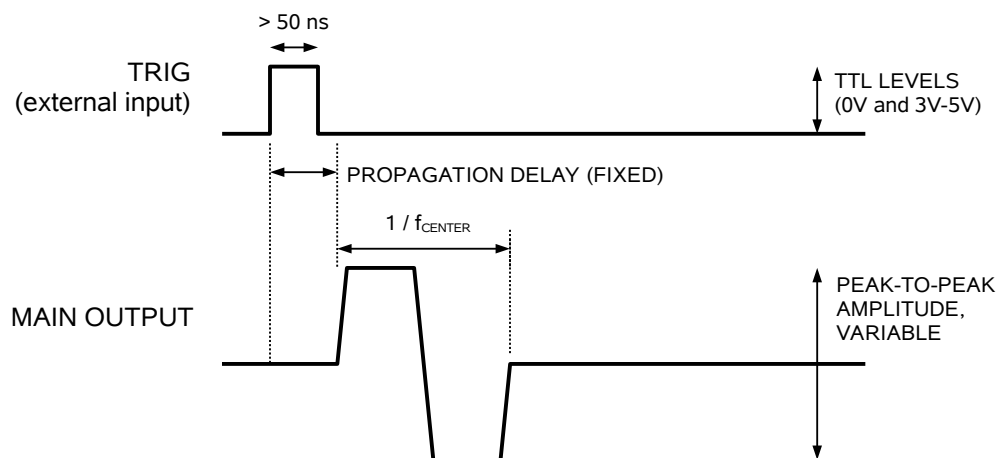 > 50 ns
TRIG
(external input)
TTL LEVELS
(0V and 3V-5V)
PROPAGATION DELAY (FIXED)
1 / fCENTER
MAIN OUTPUT
PEAK-TO-PEAK
AMPLITUDE,
VARIABLE